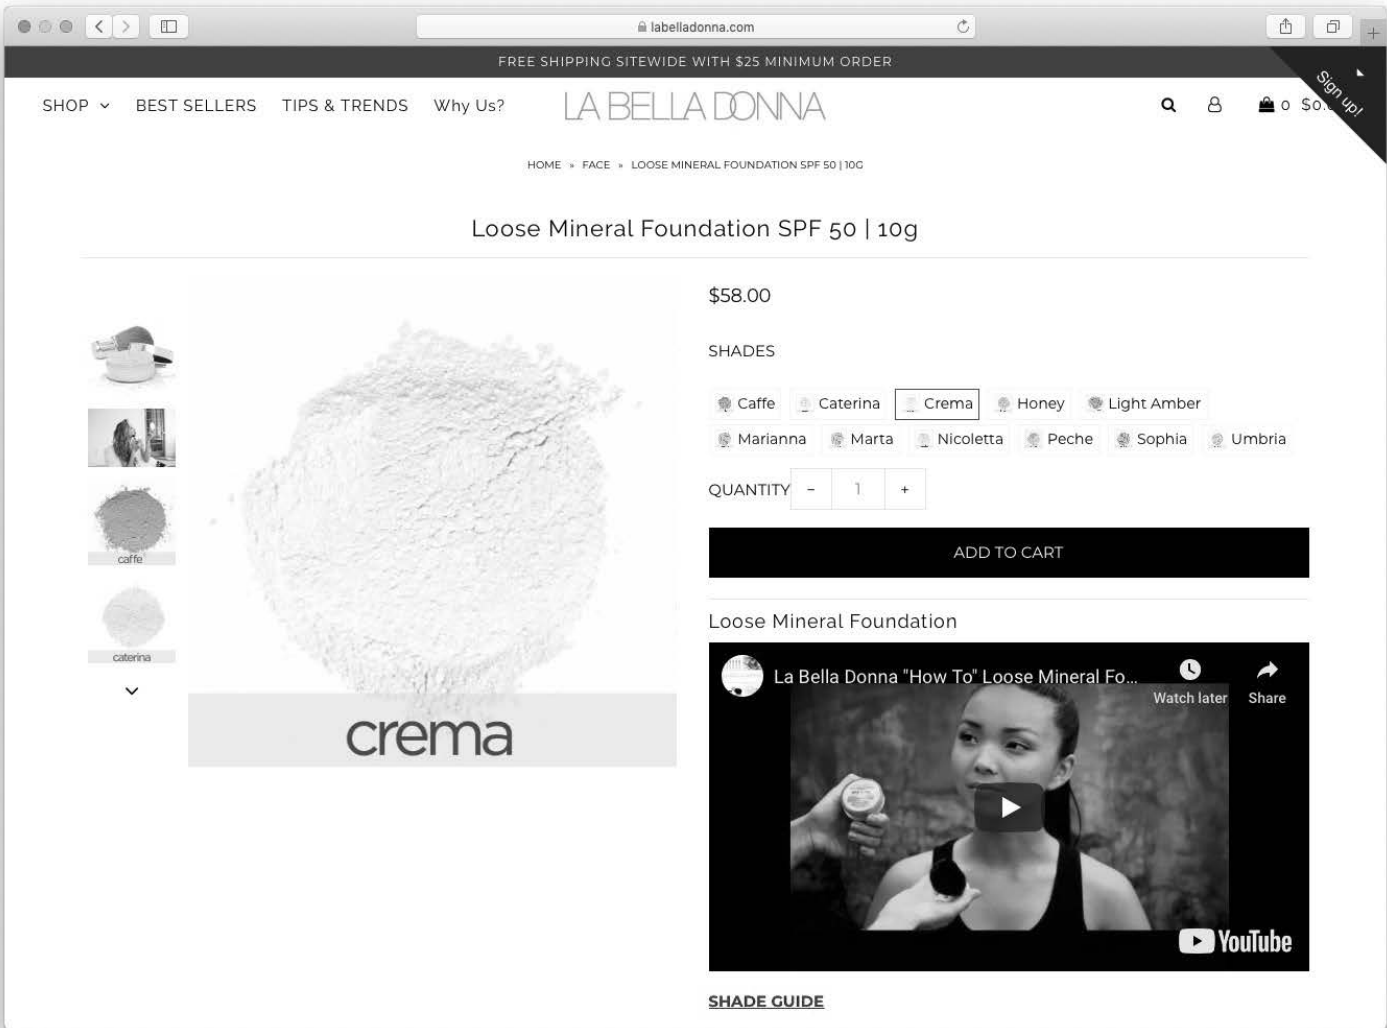 labelladonna.com
FREE SHIPPING SITEWIDE WITH $25 MINIMUM ORDER
Sign up!
SHOP BEST SELLERS TIPS & TRENDS Why Us? LA BELLA DONNA 0 $0.
HOME » FACE » LOOSE MINERAL FOUNDATION SPF 50 | 10G
Loose Mineral Foundation SPF 50 | 10g
$58.00
SHADES
Caffe Caterina Crema Honey Light Amber
Marianna Marta Nicoletta Peche Sophia Umbria
QUANTITY - 1 +
ADD TO CART
caffe
caterina
crema
Loose Mineral Foundation
La Bella Donna "How To" Loose Mineral Fo...
Watch later Share
YouTube
SHADE GUIDE